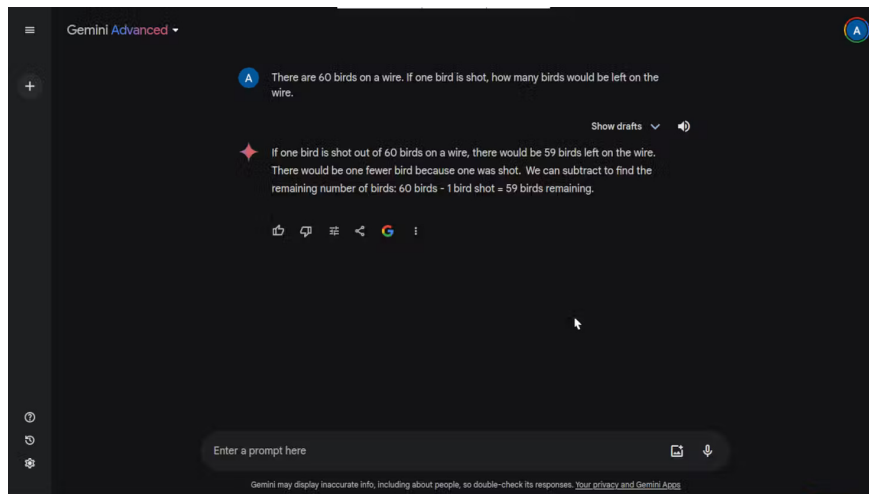 Gemini Advanced
A
A
There are 60 birds on a wire. If one bird is shot, how many birds would be left on the
wire.
Show drafts
If one bird is shot out of 60 birds on a wire, there would be 59 birds left on the wire.
There would be one fewer bird because one was shot. We can subtract to find the
remaining number of birds: 60 birds - 1 bird shot = 59 birds remaining.
Enter a prompt here
Gemini may display inaccurate info, including about people, so double-check its responses. Your privacy and Gemini Apps